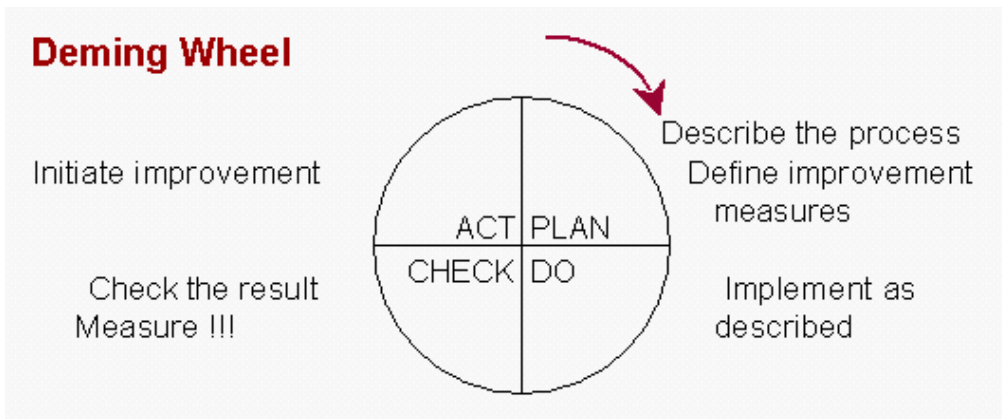 Deming Wheel
Describe the process
Define improvement
measures
Initiate improvement
ACT PLAN
CHECK DO
Check the result
Measure !!!
Implement as
described